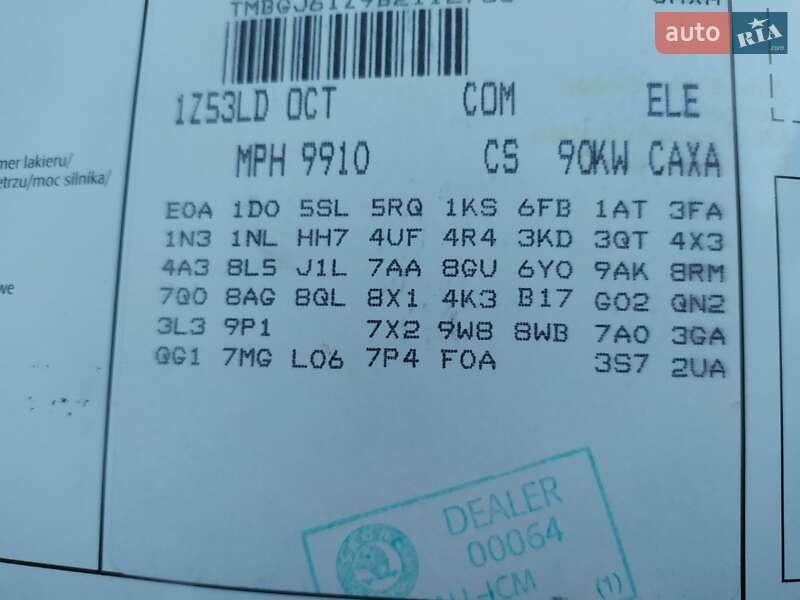 auto RIA .com
1Z53LD OCT COM ELE
MPH 9910 CS 90KW CAXA
mer lakieru/
etrzu/moc silnika/
E0A 1D0 5SL 5RQ 1KS 6FB 1AT 3FA
1N3 1NL HH7 4UF 4R4 3KD 3QT 4X3
4A3 8L5 J1L 7AA 8GU 6Y0 9AK 8RM
7Q0 8AG 8QL 8X1 4K3 B17 G02 QN2
3L3 9P1 7X2 9W8 8WB 7A0 3GA
QG1 7MG L06 7P4 F0A 3S7 2UA
DEALER
00064
(1)